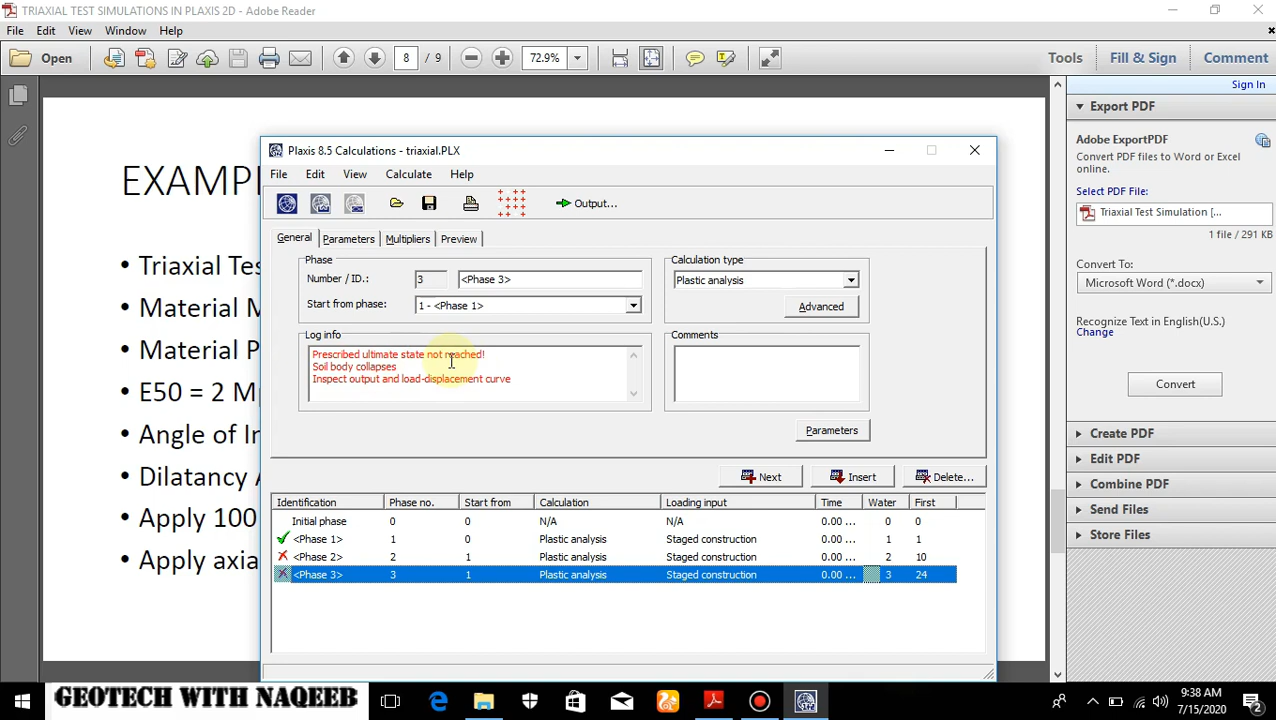 TRIAXIAL TEST SIMULATIONS IN PLAXIS 2D - Adobe Reader
File Edit View Window Help
Open 8 / 9 72.9% Tools Fill & Sign Comment
Sign In
Export PDF
Adobe ExportPDF
Convert PDF files to Word or Excel
online.
Select PDF File:
Triaxial Test Simulation [...
1 file / 291 KB
Convert To:
Microsoft Word (*.docx)
Recognize Text in English(U.S.)
Change
Convert
Create PDF
Edit PDF
Combine PDF
Send Files
Store Files
EXAMP
• Triaxial Tes
• Material M
• Material P
• E50 = 2 M
• Angle of In
• Dilatancy A
• Apply 100
• Apply axia
Plaxis 8.5 Calculations - triaxial.PLX
File Edit View Calculate Help
Output...
General Parameters Multipliers Preview
Phase
Number / ID.: 3 <Phase 3>
Start from phase: 1 - <Phase 1>
Calculation type
Plastic analysis
Advanced
Log info
Prescribed ultimate state not reached!
Soil body collapses
Inspect output and load-displacement curve
Comments
Parameters
Next Insert Delete...
Identification Phase no. Start from Calculation Loading input Time Water First
Initial phase 0 0 N/A N/A 0.00 ... 0 0
<Phase 1> 1 0 Plastic analysis Staged construction 0.00 ... 1 1
<Phase 2> 2 1 Plastic analysis Staged construction 0.00 ... 2 10
<Phase 3> 3 1 Plastic analysis Staged construction 0.00 ... 3 24
GEOTECH WITH NAQEEB
9:38 AM
7/15/2020
2